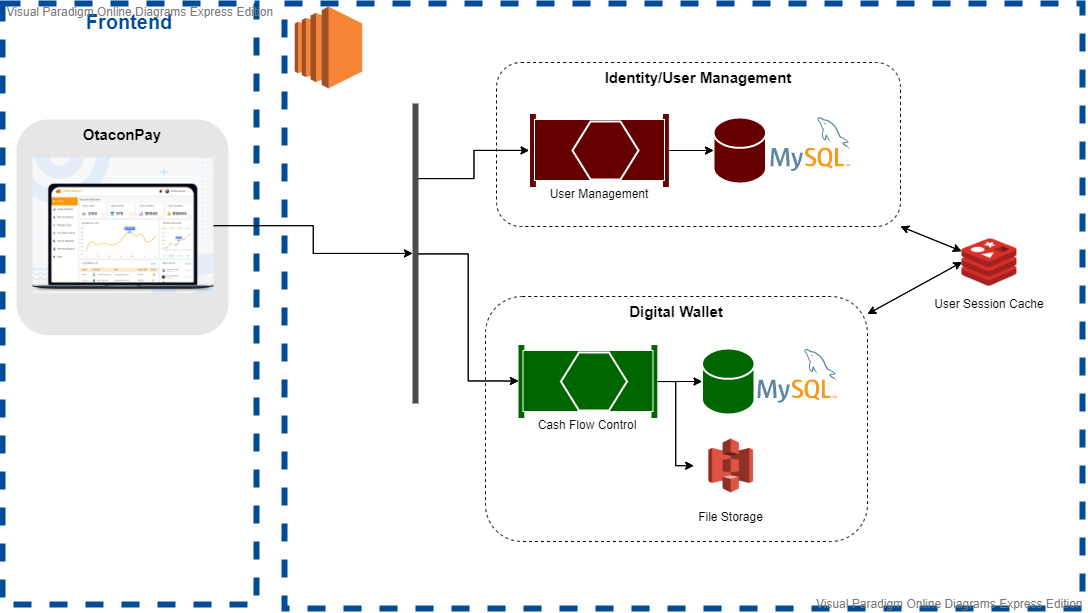 Visual Paradigm Online Diagrams Express Edition
Frontend
OtaconPay
Identity/User Management
User Management
MySQL
User Session Cache
Digital Wallet
Cash Flow Control
MySQL
File Storage
Visual Paradigm Online Diagrams Express Edition